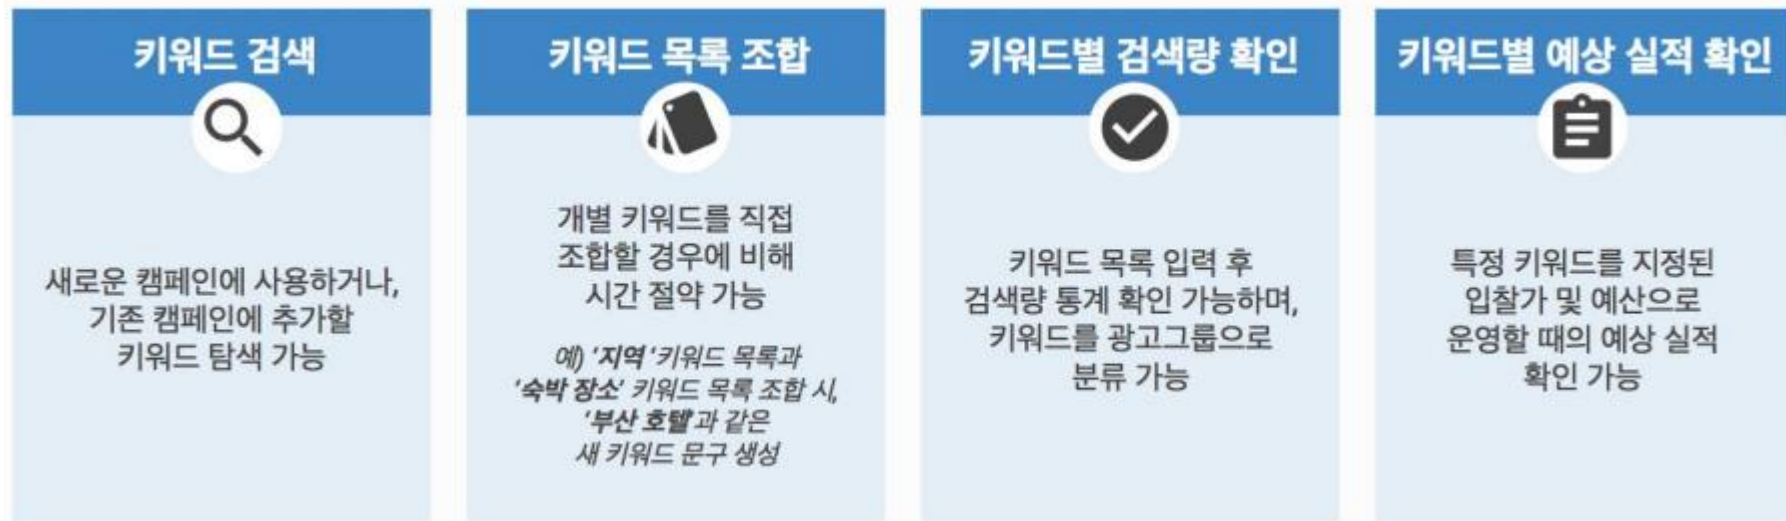 키워드 검색
새로운 캠페인에 사용하거나,
기존 캠페인에 추가할
키워드 탐색 가능
키워드 목록 조합
개별 키워드를 직접
조합할 경우에 비해
시간 절약 가능
예) '지역 '키워드 목록과
'숙박 장소' 키워드 목록 조합 시,
'부산 호텔'과 같은
새 키워드 문구 생성
키워드별 검색량 확인
키워드 목록 입력 후
검색량 통계 확인 가능하며,
키워드를 광고그룹으로
분류 가능
키워드별 예상 실적 확인
특정 키워드를 지정된
입찰가 및 예산으로
운영할 때의 예상 실적
확인 가능